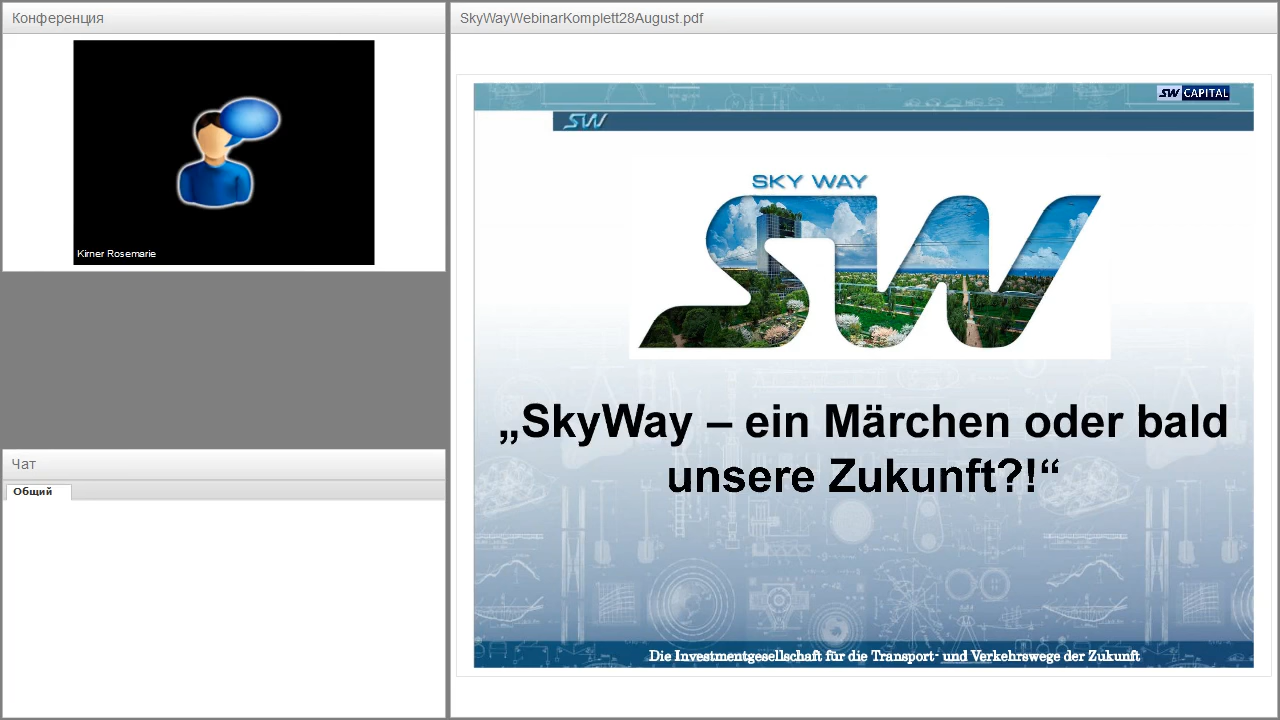 Конференция
Kirner Rosemarie
Чат
Общий
SkyWayWebinarKomplett28August.pdf
SW CAPITAL
SW
SKY WAY
SW
„SkyWay – ein Märchen oder bald
unsere Zukunft?!“
Die Investmentgesellschaft für die Transport- und Verkehrswege der Zukunft